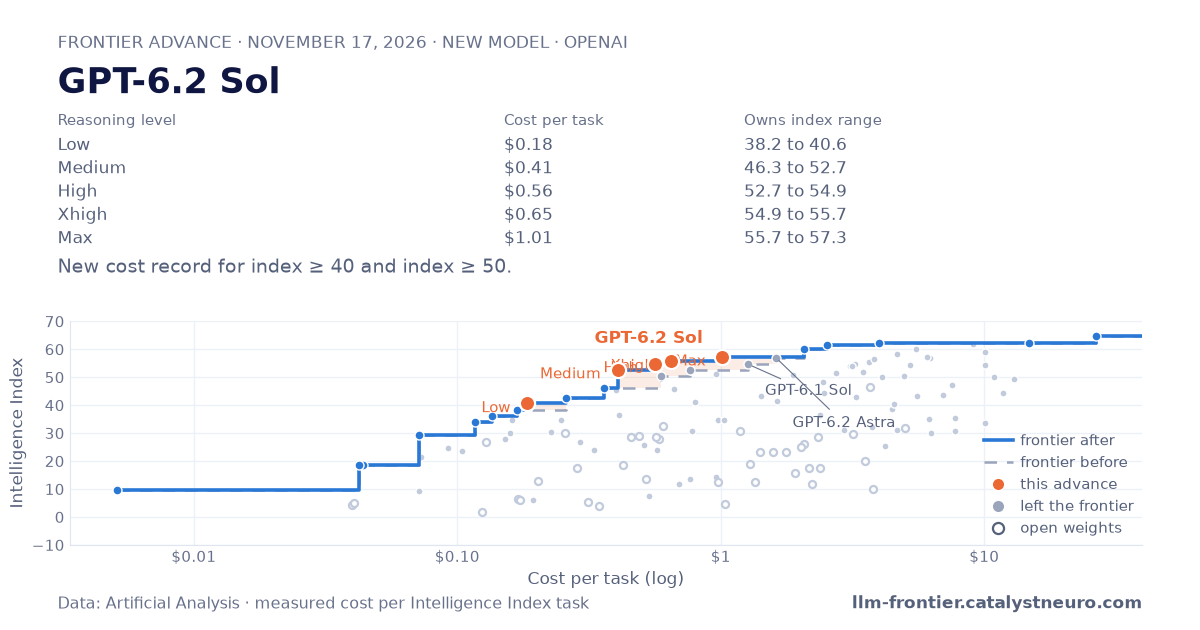 FRONTIER ADVANCE · NOVEMBER 17, 2026 · NEW MODEL · OPENAI
GPT-6.2 Sol
Reasoning level Cost per task Owns index range
Low $0.18 38.2 to 40.6
Medium $0.41 46.3 to 52.7
High $0.56 52.7 to 54.9
Xhigh $0.65 54.9 to 55.7
Max $1.01 55.7 to 57.3
New cost record for index ≥ 40 and index ≥ 50.
Intelligence Index
70
60
50
40
30
20
10
0
−10
GPT-6.2 Sol
Low
Medium
High
Xhigh
Max
GPT-6.1 Sol
GPT-6.2 Astra
frontier after
frontier before
this advance
left the frontier
open weights
$0.01 $0.10 $1 $10
Cost per task (log)
Data: Artificial Analysis · measured cost per Intelligence Index task
llm-frontier.catalystneuro.com